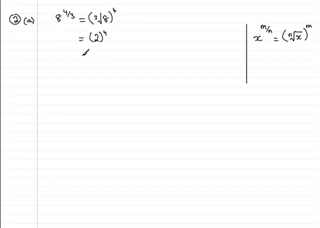 ② (a) 8^{4/3} = (∛8)^4
= (2)^4
x^{m/n} = (ⁿ√x)^m